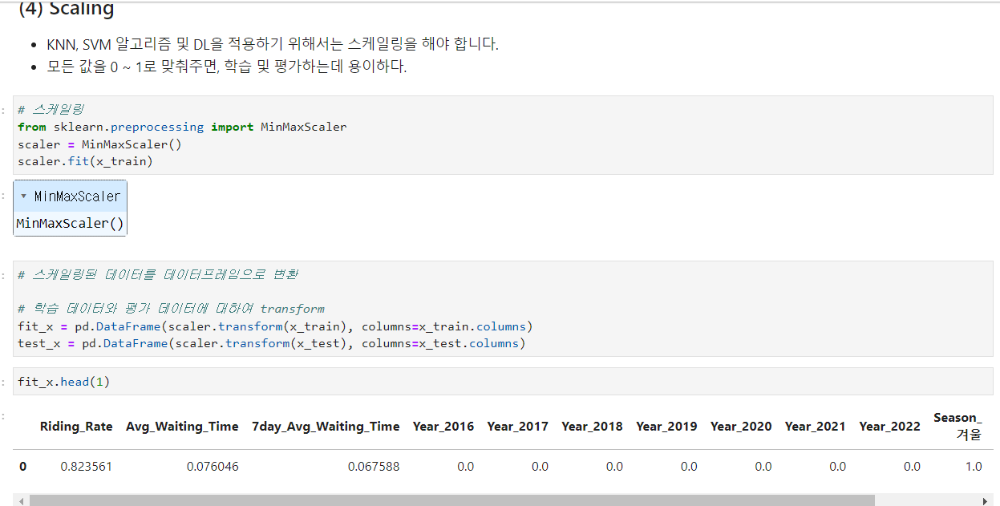 (4) Scaling
• KNN, SVM 알고리즘 및 DL을 적용하기 위해서는 스케일링을 해야 합니다.
• 모든 값을 0 ~ 1로 맞춰주면, 학습 및 평가하는데 용이하다.
# 스케일링
from sklearn.preprocessing import MinMaxScaler
scaler = MinMaxScaler()
scaler.fit(x_train)
▾ MinMaxScaler
MinMaxScaler()
# 스케일링된 데이터를 데이터프레임으로 변환
# 학습 데이터와 평가 데이터에 대하여 transform
fit_x = pd.DataFrame(scaler.transform(x_train), columns=x_train.columns)
test_x = pd.DataFrame(scaler.transform(x_test), columns=x_test.columns)
fit_x.head(1)
Riding_Rate Avg_Waiting_Time 7day_Avg_Waiting_Time Year_2016 Year_2017 Year_2018 Year_2019 Year_2020 Year_2021 Year_2022 Season_
겨울
0 0.823561 0.076046 0.067588 0.0 0.0 0.0 0.0 0.0 0.0 0.0 1.0